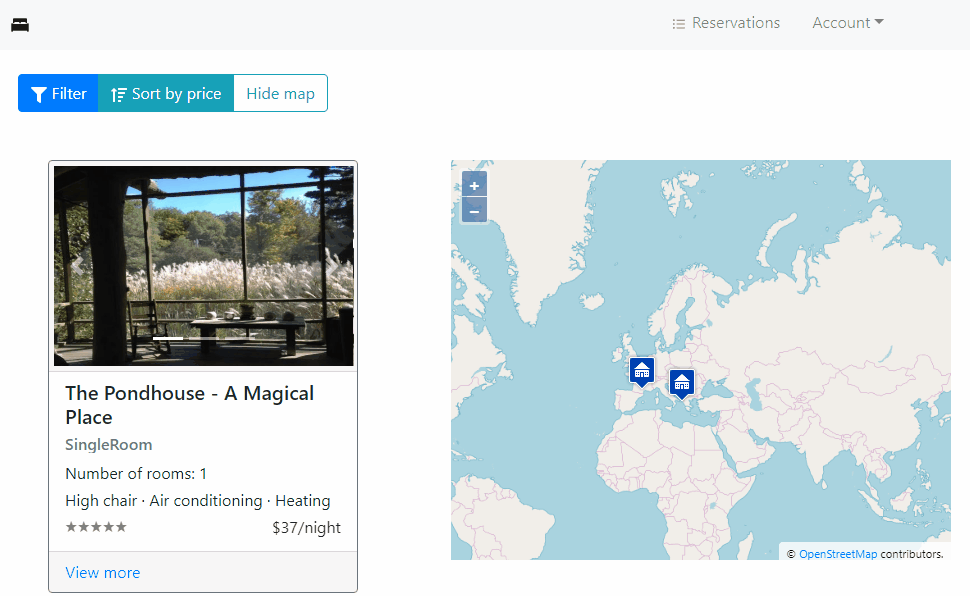 Reservations
Account
Filter
Sort by price
Hide map
+
−
The Pondhouse - A Magical
Place
SingleRoom
Number of rooms: 1
High chair · Air conditioning · Heating
★★★★★ $37/night
View more
© OpenStreetMap contributors.